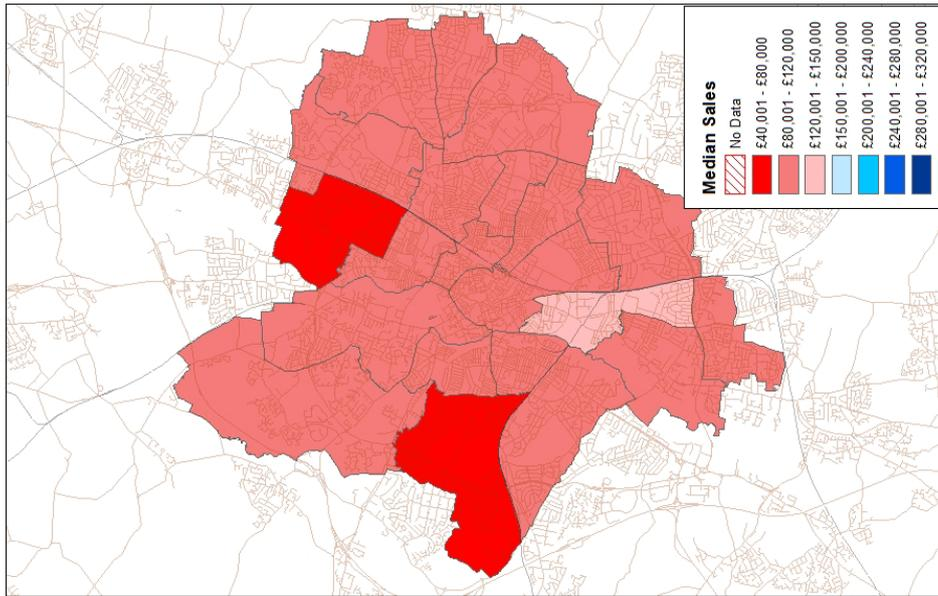 Median Sales
No Data
£40,001 - £80,000
£80,001 - £120,000
£120,001 - £150,000
£150,001 - £200,000
£200,001 - £240,000
£240,001 - £280,000
£280,001 - £320,000